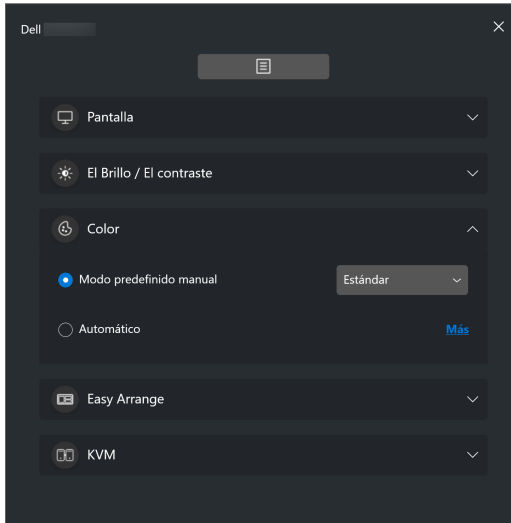 Dell
Pantalla
El Brillo / El contraste
Color
Modo predefinido manual
Estándar
Automático
Más
Easy Arrange
KVM